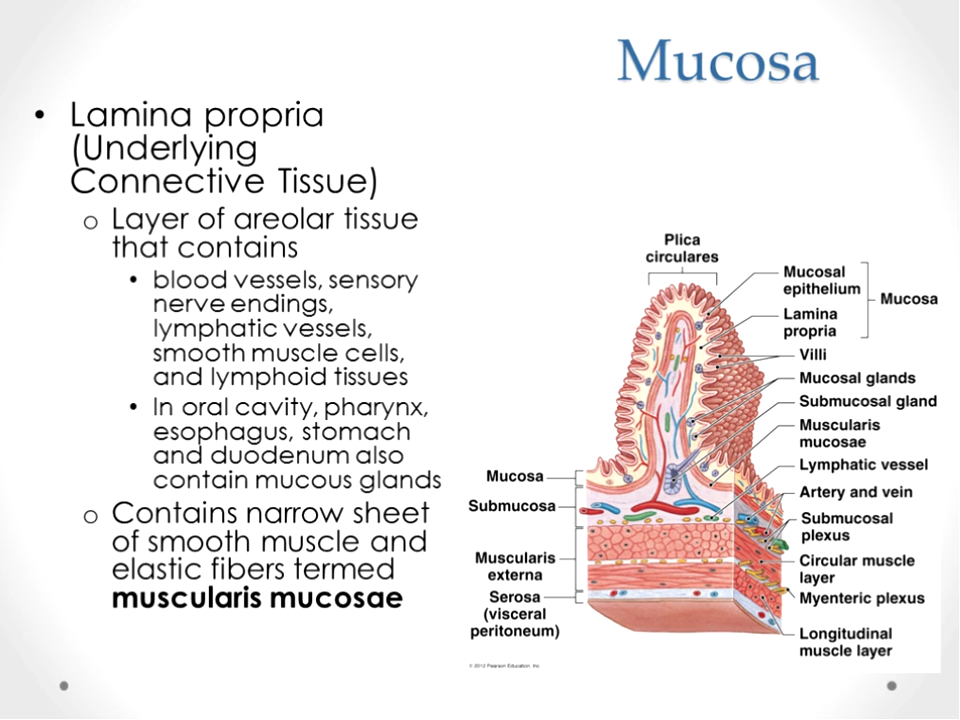 Mucosa
• Lamina propria
(Underlying
Connective Tissue)
o Layer of areolar tissue
that contains
• blood vessels, sensory
nerve endings,
lymphatic vessels,
smooth muscle cells,
and lymphoid tissues
• In oral cavity, pharynx,
esophagus, stomach
and duodenum also
contain mucous glands
o Contains narrow sheet
of smooth muscle and
elastic fibers termed
muscularis mucosae
Plica
circulares
Mucosal
epithelium
Mucosa
Lamina
propria
Villi
Mucosal glands
Submucosal gland
Muscularis
mucosae
Lymphatic vessel
Artery and vein
Submucosal
plexus
Circular muscle
layer
Myenteric plexus
Longitudinal
muscle layer
Mucosa
Submucosa
Muscularis
externa
Serosa
(visceral
peritoneum)
© 2012 Pearson Education, Inc.